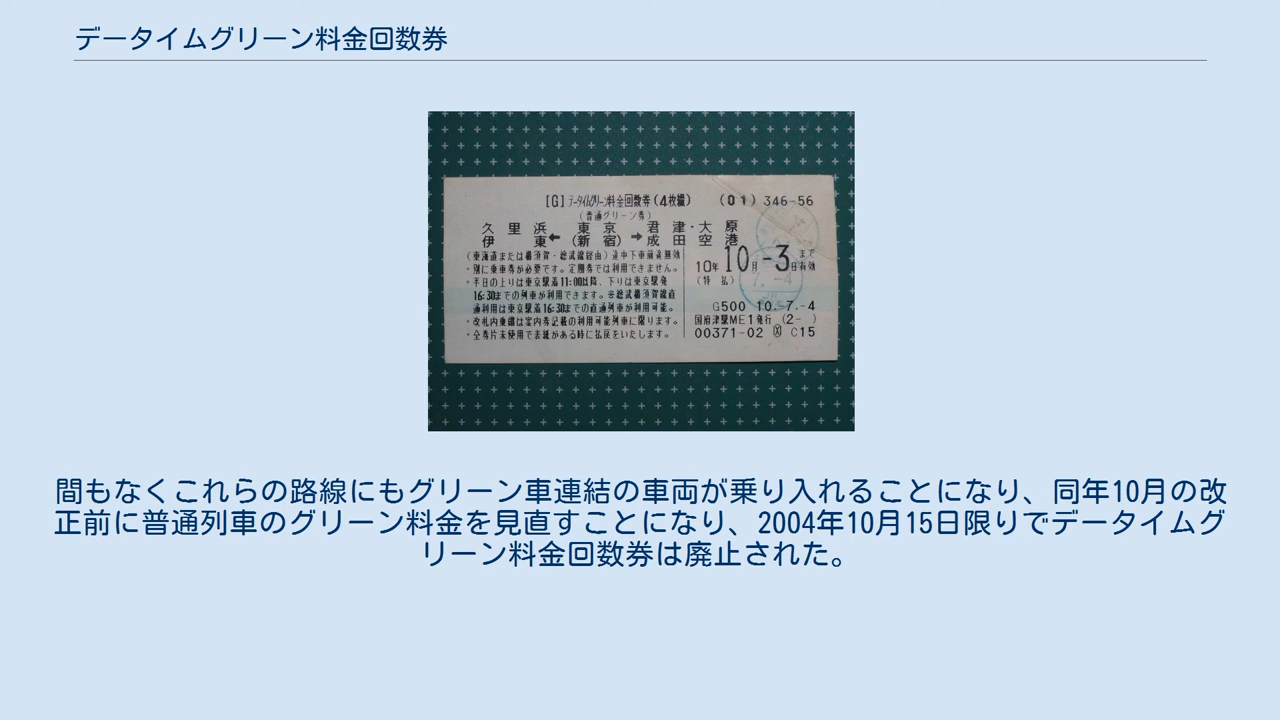 データイムグリーン料金回数券
[G]データイムグリーン料金回数券(4枚綴) (01) 346-56
(普通グリーン券)
久里浜 東京 君津・大原
伊東⬅(新宿)➡成田空港
(東海道または横須賀・総武線経由)途中下車前途無効
・別に乗車券が必要です。定期券では利用できません。
・平日の上りは東京駅着11:00以降、下りは東京駅発
16:30までの列車が利用できます。※総武横須賀線直
通利用は東京駅着16:30までの直通列車が利用可能。
・改札内乗継は案内券記載の利用可能列車に限ります。
・全券片未使用で表紙がある時に払戻をいたします。
10年10月-3日まで有効
(特 払)
G500 10.-7.-4
国府津駅ME1発行 (2- )
00371-02 C15
間もなくこれらの路線にもグリーン車連結の車両が乗り入れることになり、同年10月の改
正前に普通列車のグリーン料金を見直すことになり、2004年10月15日限りでデータイムグ
リーン料金回数券は廃止された。